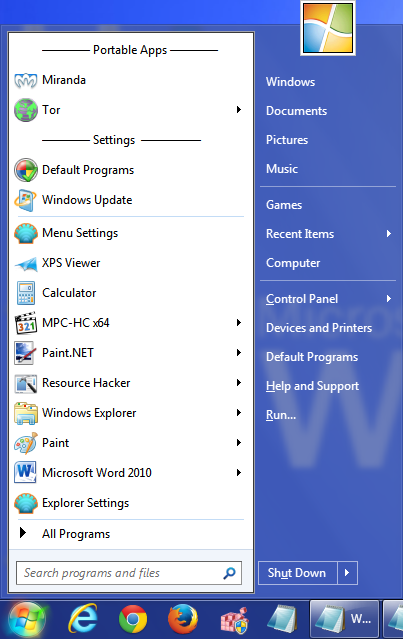 Portable Apps
Miranda
Tor
Settings
Default Programs
Windows Update
Menu Settings
XPS Viewer
Calculator
MPC-HC x64
Paint.NET
Resource Hacker
Windows Explorer
Paint
Microsoft Word 2010
Explorer Settings
All Programs
Search programs and files
Windows
Documents
Pictures
Music
Games
Recent Items
Computer
Control Panel
Devices and Printers
Default Programs
Help and Support
Run...
Shut Down
W...